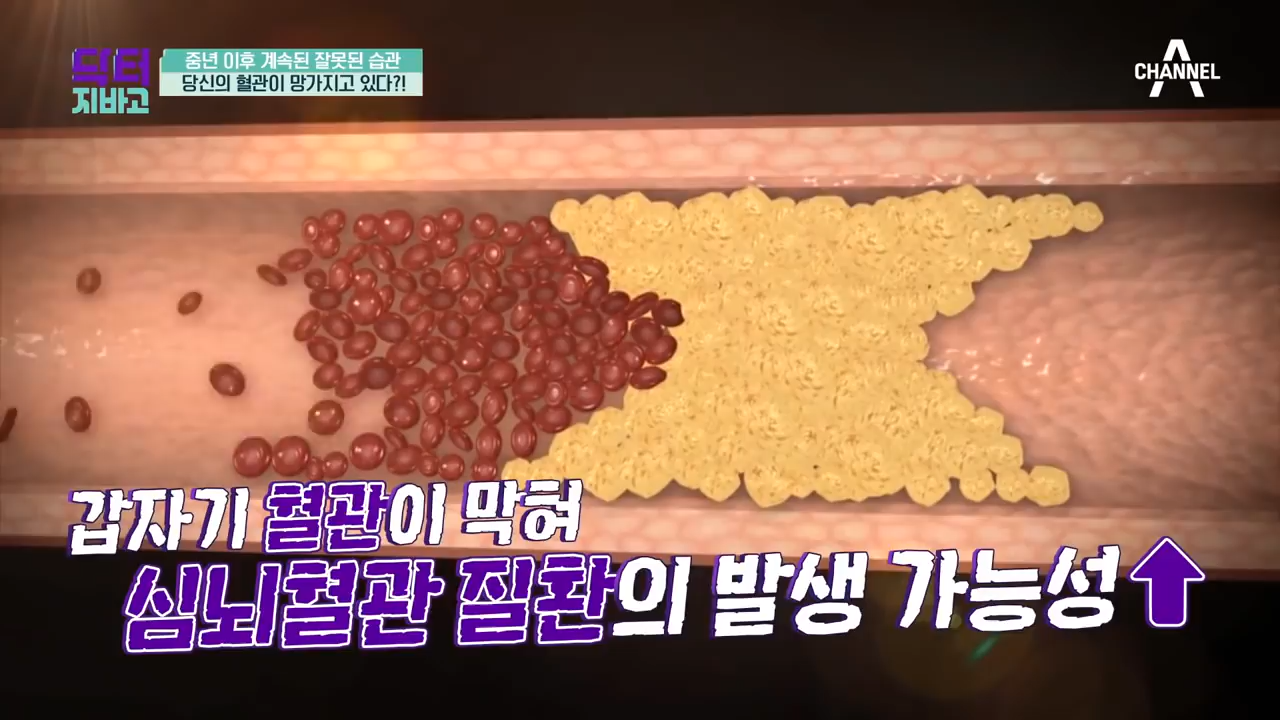 닥터
지바고
중년 이후 계속된 잘못된 습관
당신의 혈관이 망가지고 있다?!
CHANNEL A
갑자기 혈관이 막혀
심뇌혈관 질환의 발생 가능성